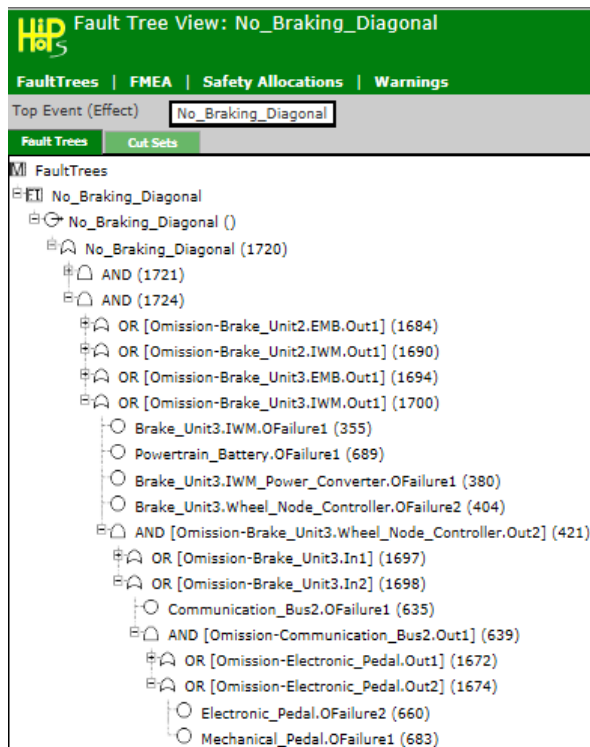 HiP HOPS Fault Tree View: No_Braking_Diagonal
FaultTrees | FMEA | Safety Allocations | Warnings
Top Event (Effect) No_Braking_Diagonal
Fault Trees Cut Sets
M FaultTrees
FT No_Braking_Diagonal
No_Braking_Diagonal ()
No_Braking_Diagonal (1720)
AND (1721)
AND (1724)
OR [Omission-Brake_Unit2.EMB.Out1] (1684)
OR [Omission-Brake_Unit2.IWM.Out1] (1690)
OR [Omission-Brake_Unit3.EMB.Out1] (1694)
OR [Omission-Brake_Unit3.IWM.Out1] (1700)
Brake_Unit3.IWM.OFailure1 (355)
Powertrain_Battery.OFailure1 (689)
Brake_Unit3.IWM_Power_Converter.OFailure1 (380)
Brake_Unit3.Wheel_Node_Controller.OFailure2 (404)
AND [Omission-Brake_Unit3.Wheel_Node_Controller.Out2] (421)
OR [Omission-Brake_Unit3.In1] (1697)
OR [Omission-Brake_Unit3.In2] (1698)
Communication_Bus2.OFailure1 (635)
AND [Omission-Communication_Bus2.Out1] (639)
OR [Omission-Electronic_Pedal.Out1] (1672)
OR [Omission-Electronic_Pedal.Out2] (1674)
Electronic_Pedal.OFailure2 (660)
Mechanical_Pedal.OFailure1 (683)